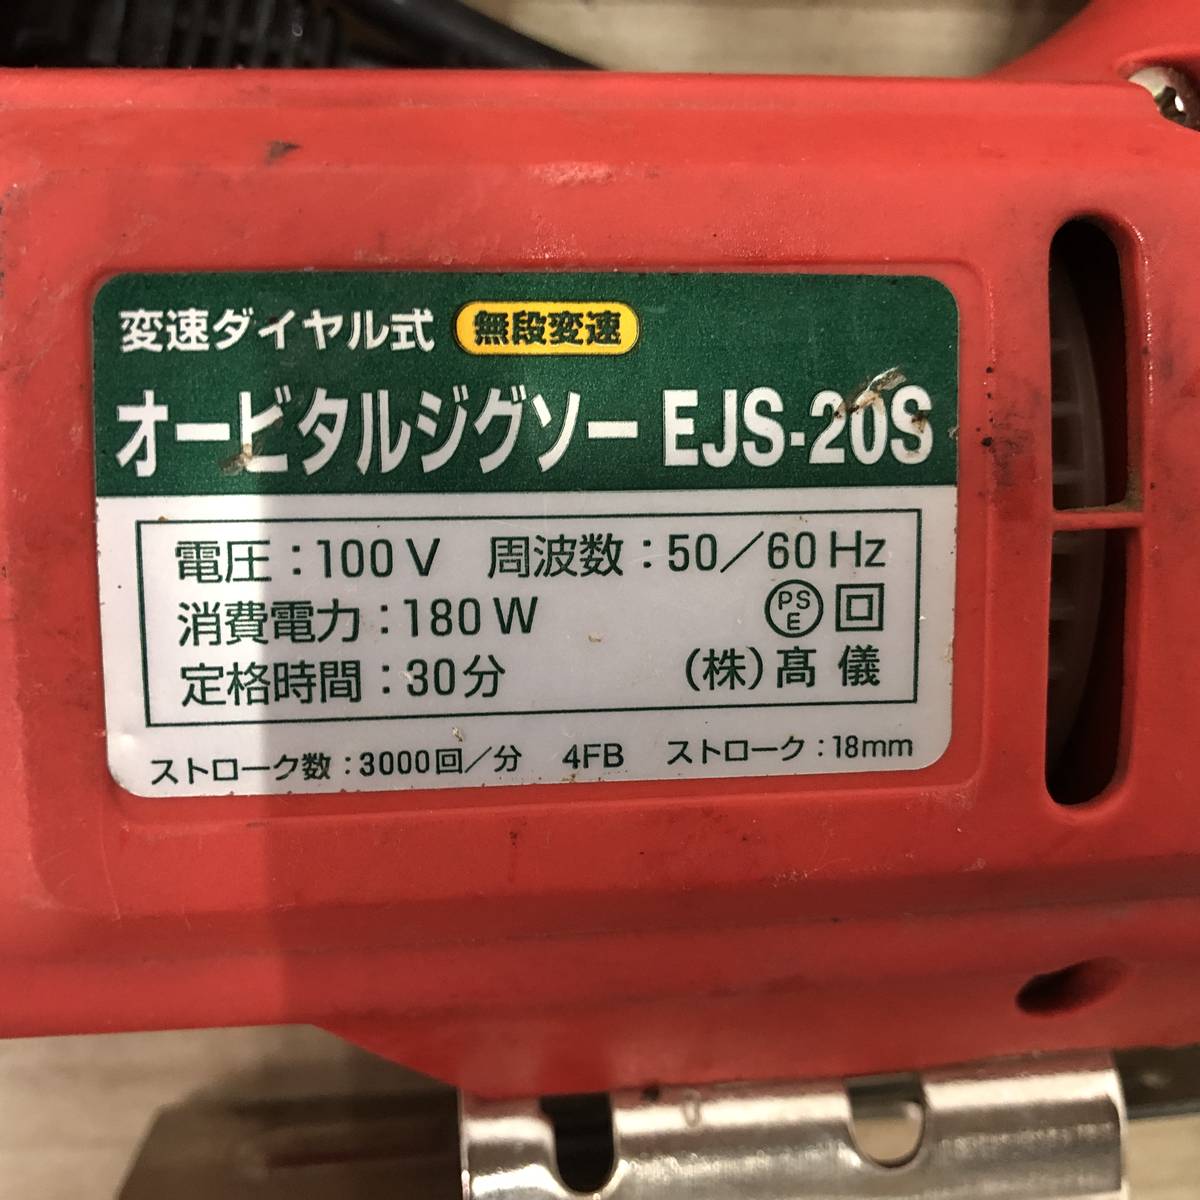 変速ダイヤル式 無段変速
オービタルジグソー EJS-20S
電圧:100V 周波数:50/60Hz
消費電力:180W PSE
定格時間:30分 (株)髙儀
ストローク数:3000回/分 4FB ストローク:18mm